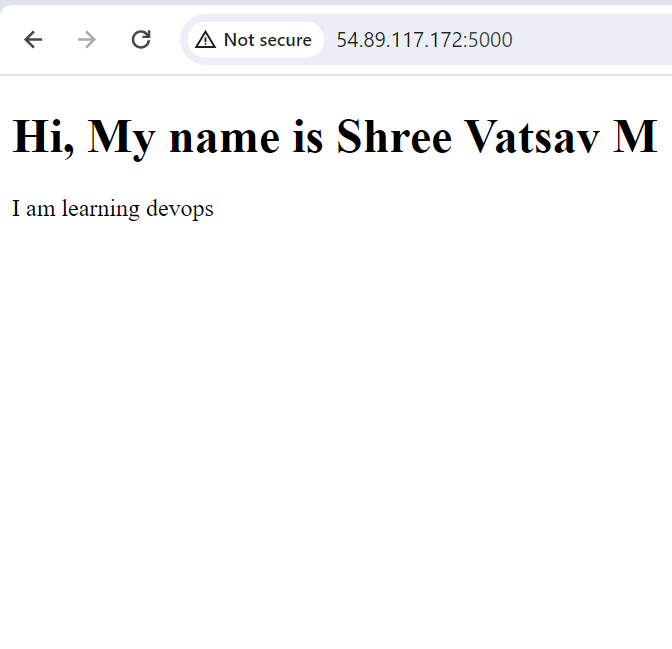 Not secure 54.89.117.172:5000
Hi, My name is Shree Vatsav M
I am learning devops